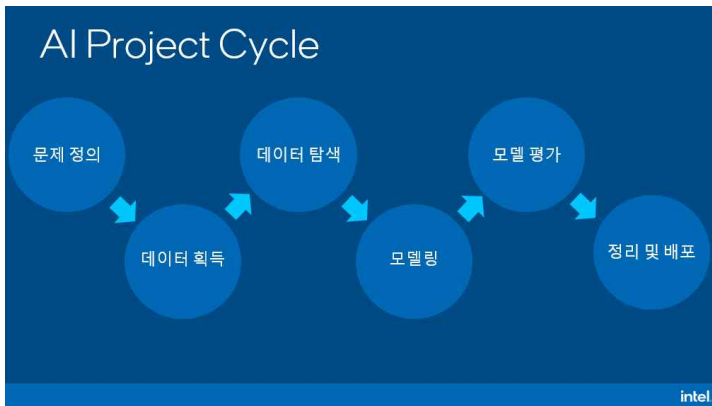 AI Project Cycle
문제 정의
데이터 획득
데이터 탐색
모델링
모델 평가
정리 및 배포
intel